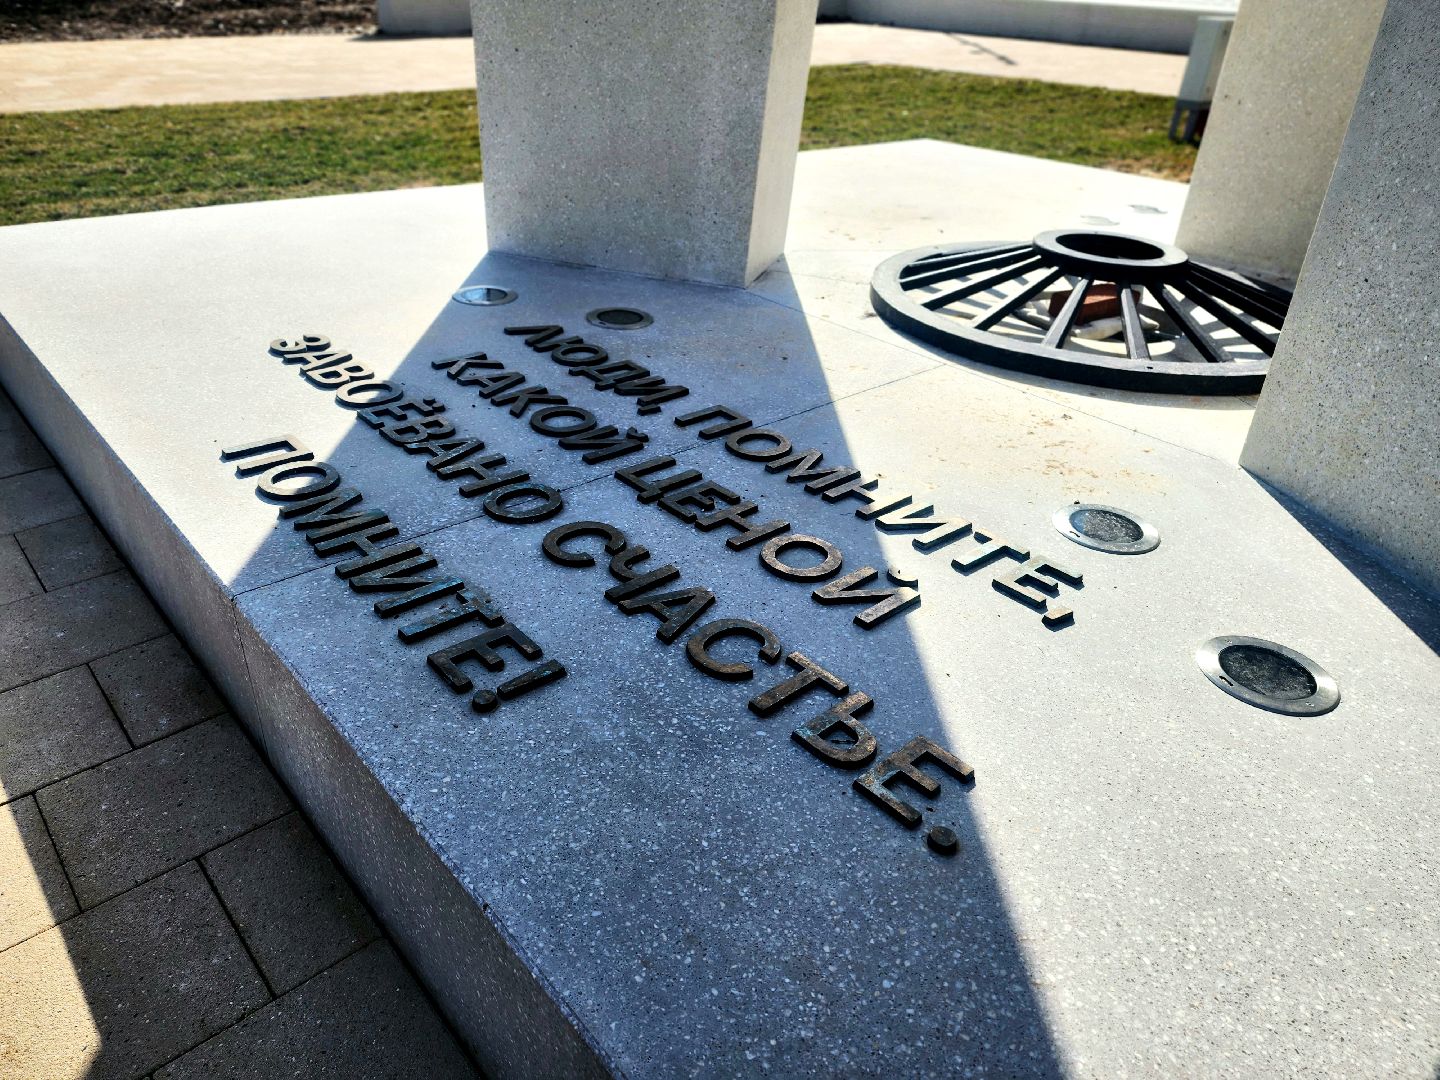 ЛЮДИ, ПОМНИТЕ,
КАКОЙ ЦЕНОЙ
ЗАВОЁВАНО СЧАСТЬЕ.
ПОМНИТЕ!